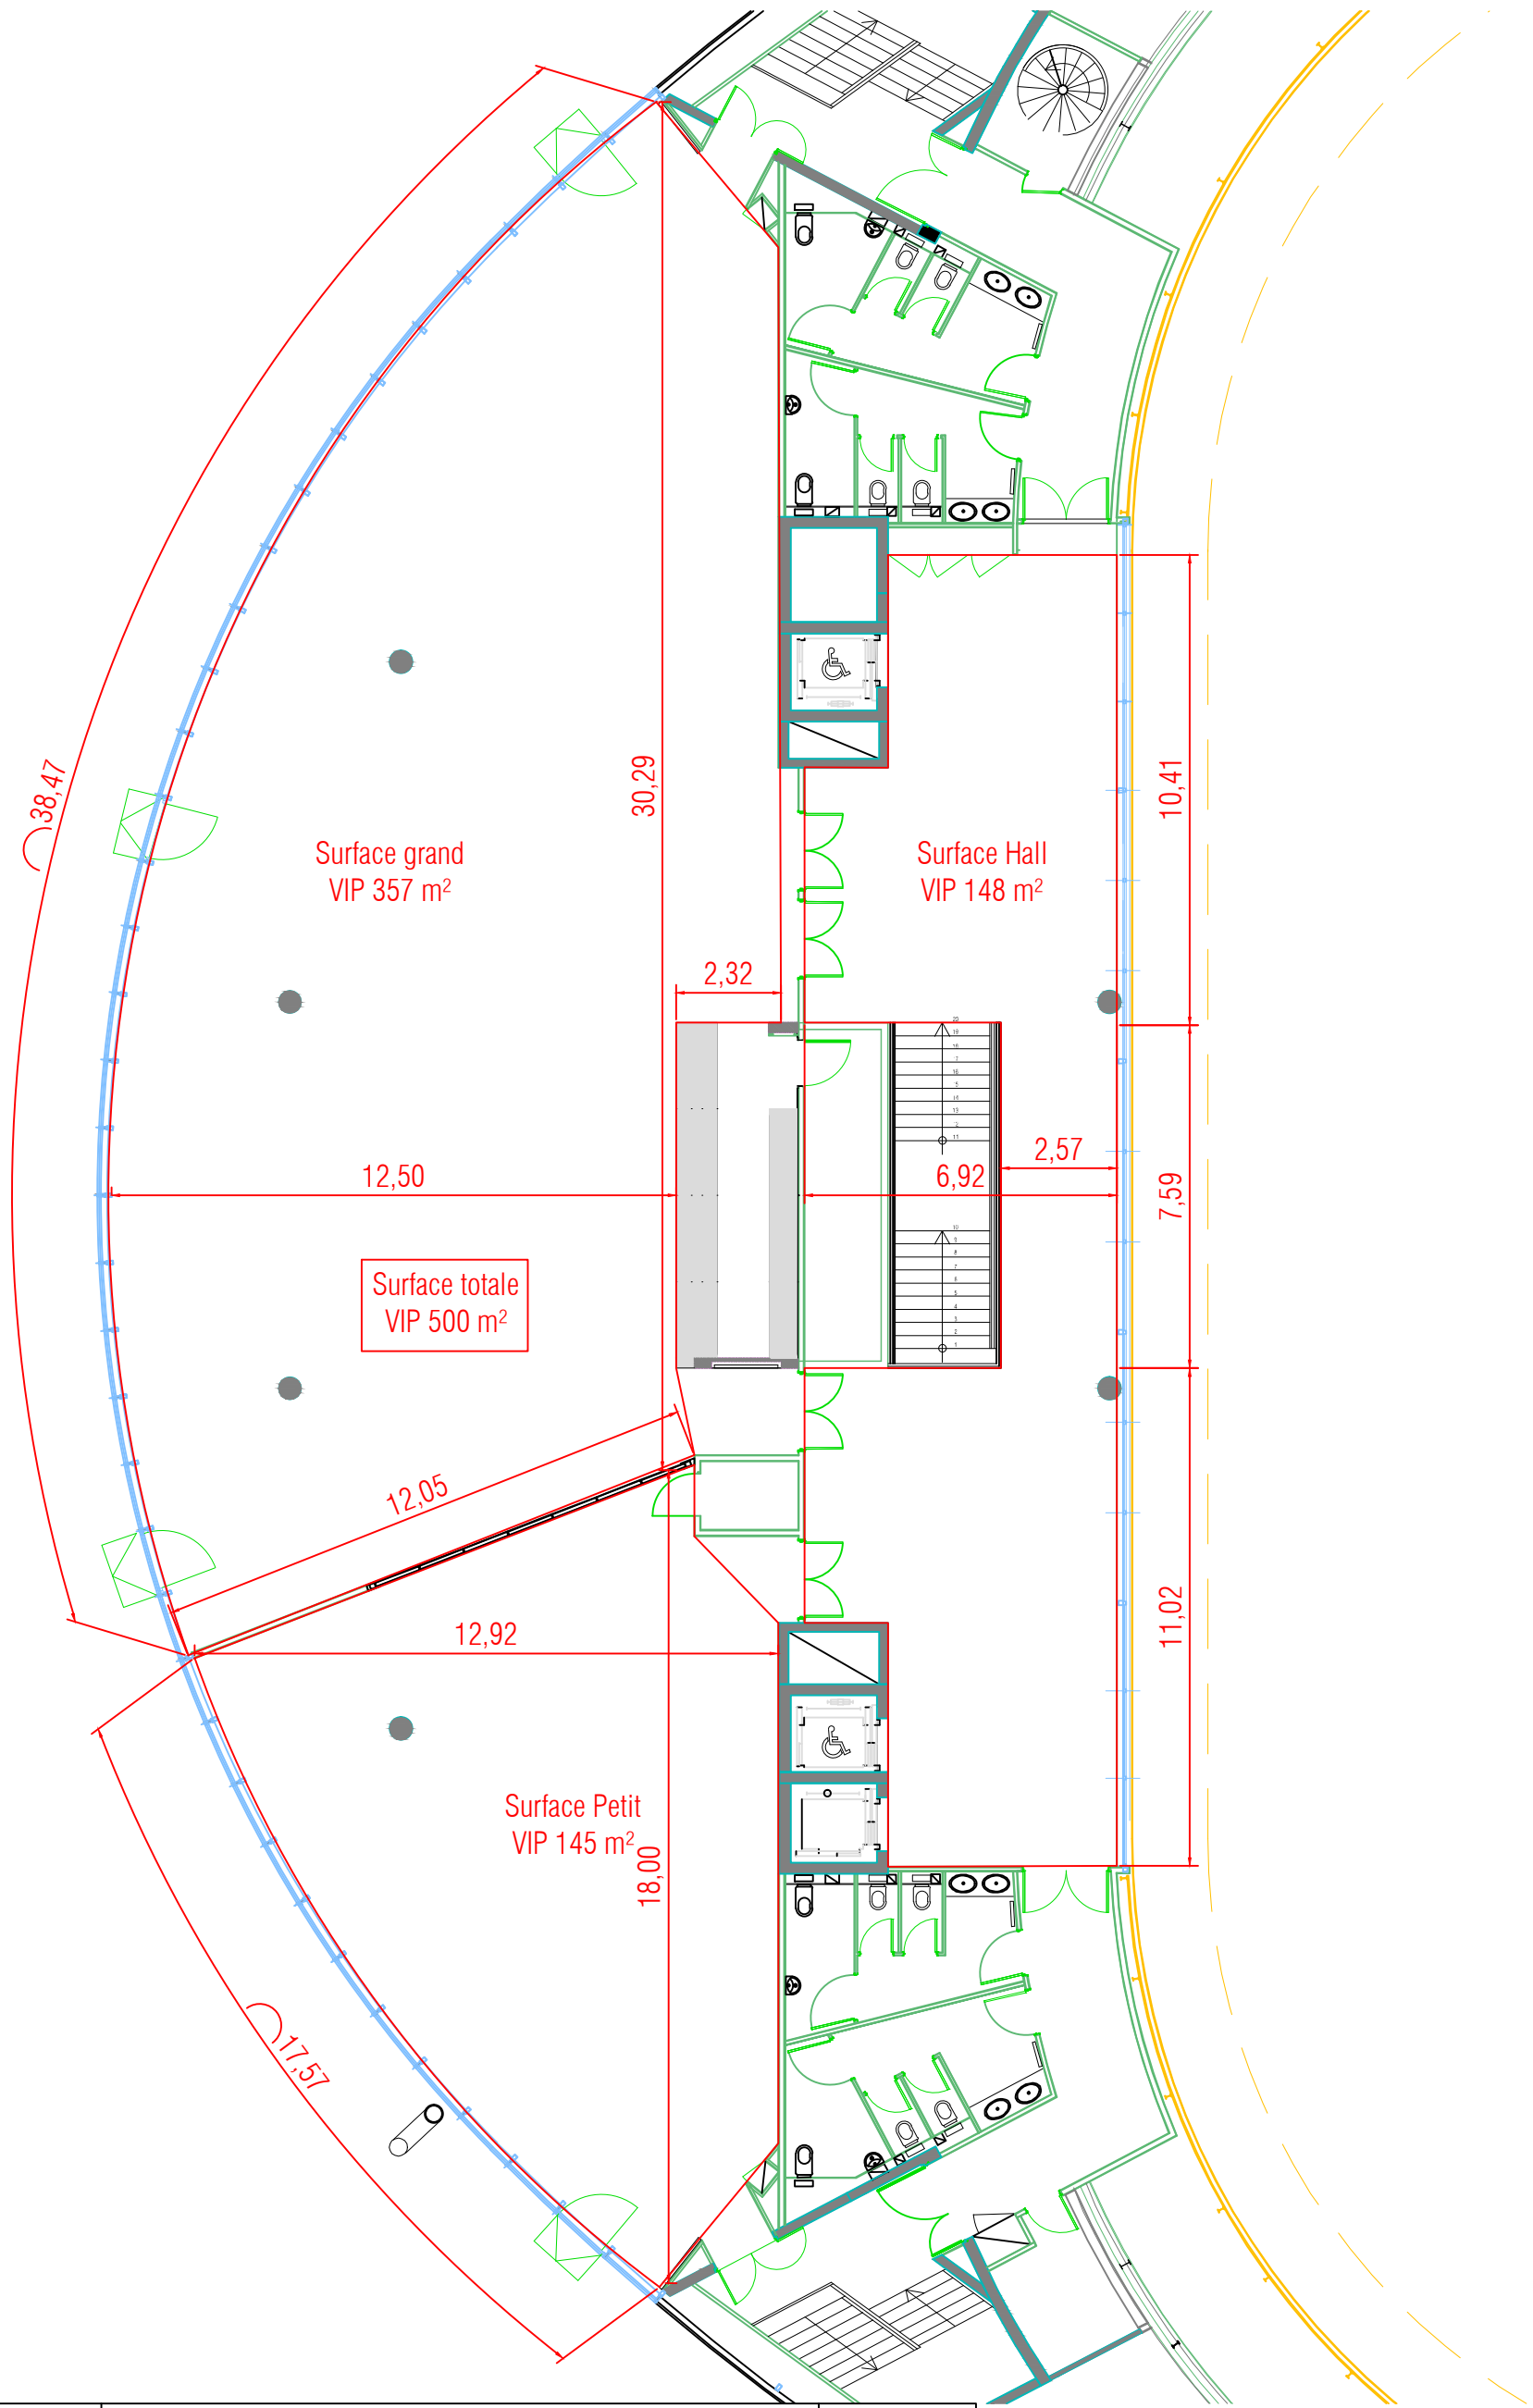 38,47
30,29
10,41
Surface grand
VIP 357 m²
Surface Hall
VIP 148 m²
2,32
2,57
12,50
6,92
7,59
Surface totale
VIP 500 m²
12,05
11,02
12,92
Surface Petit
VIP 145 m²
18,00
17,57